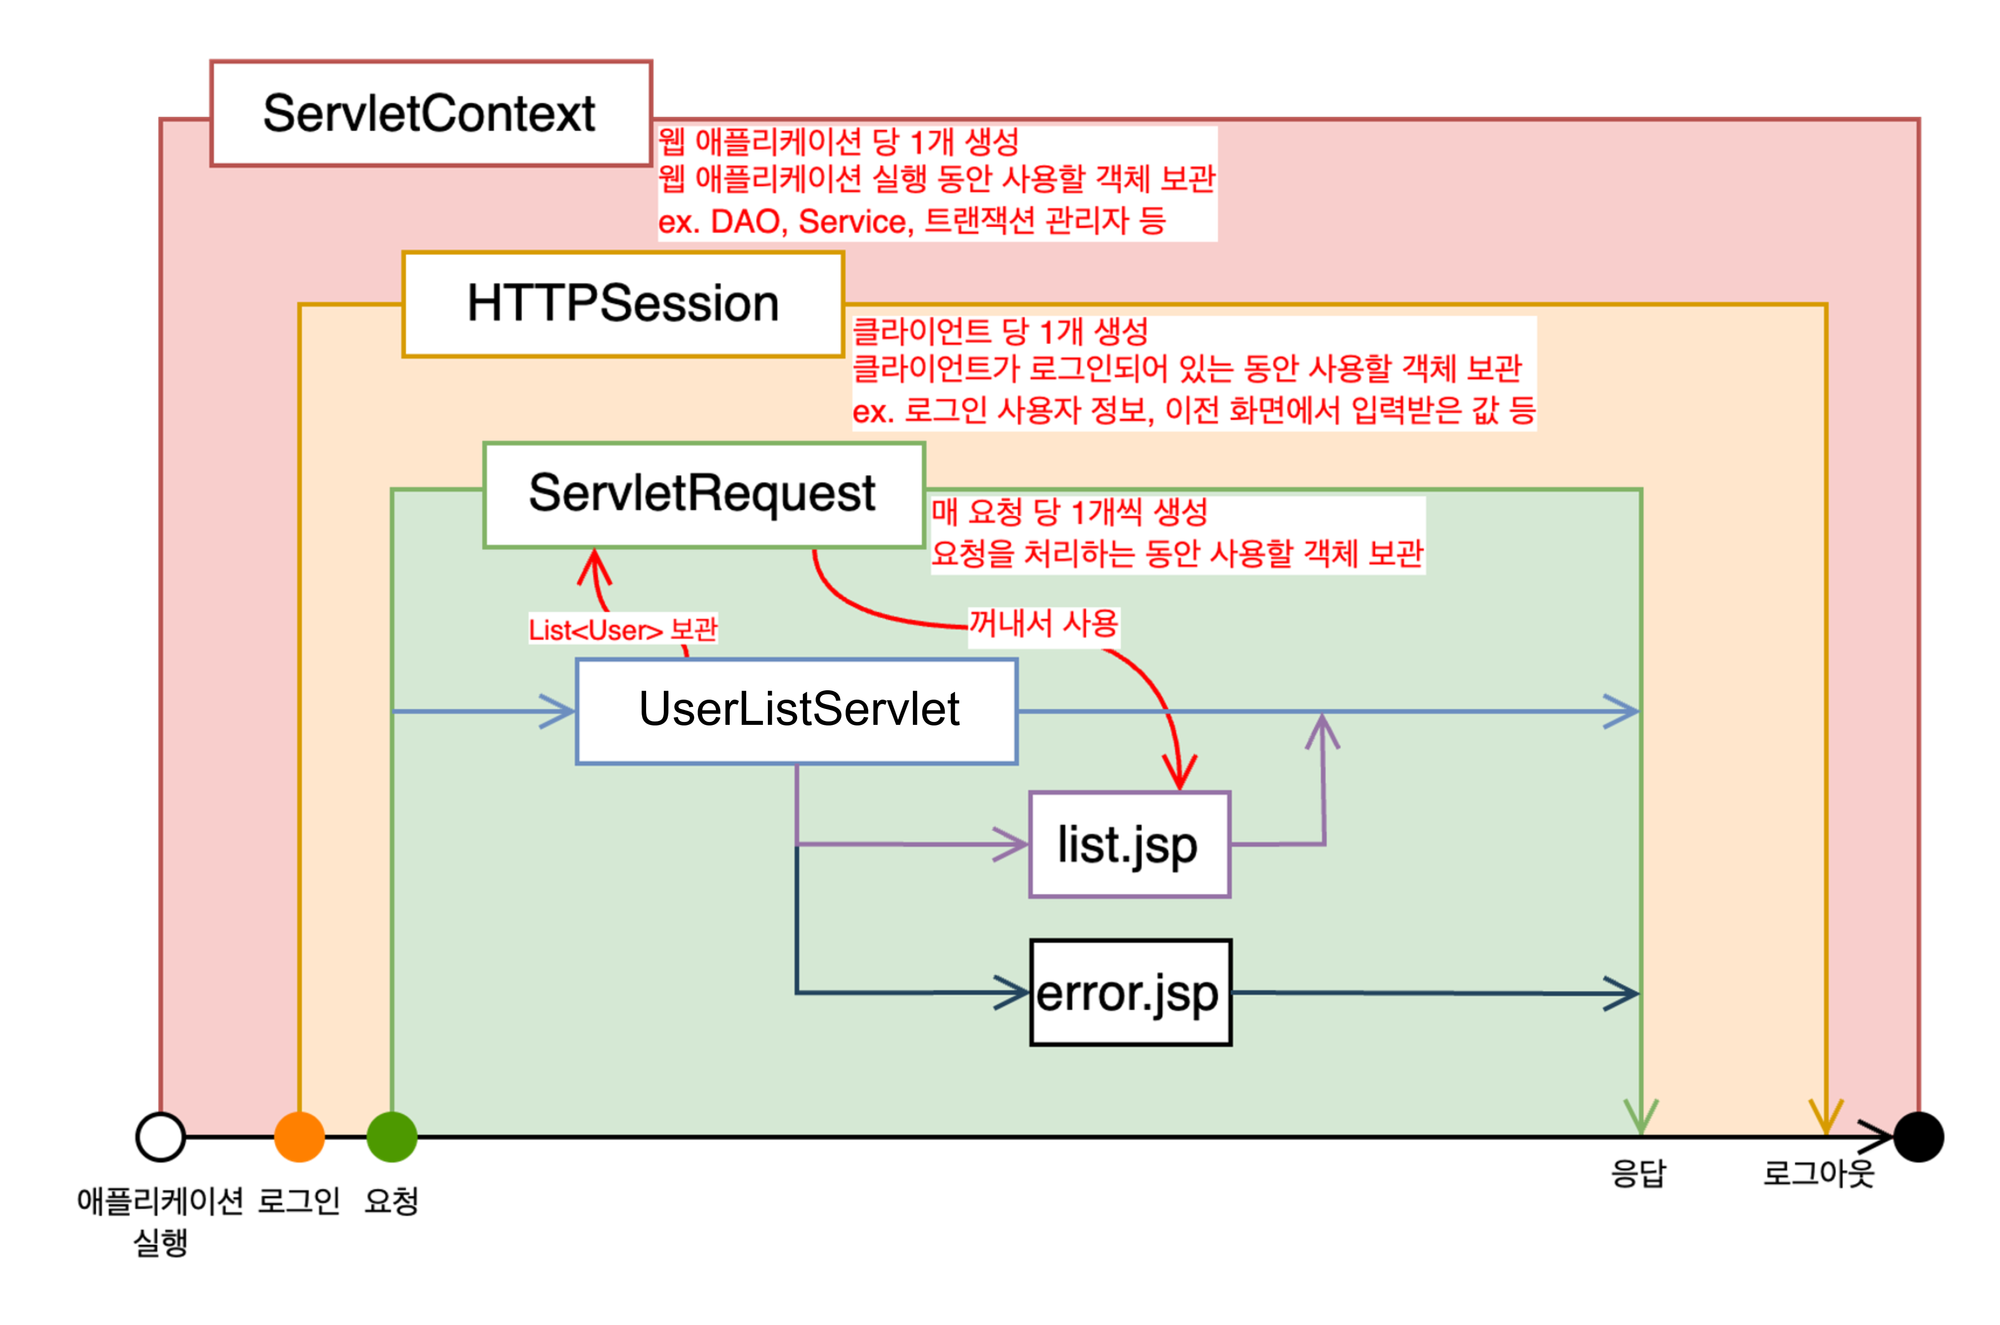 ServletContext
웹 애플리케이션 당 1개 생성
웹 애플리케이션 실행 동안 사용할 객체 보관
ex. DAO, Service, 트랜잭션 관리자 등
HTTPSession
클라이언트 당 1개 생성
클라이언트가 로그인되어 있는 동안 사용할 객체 보관
ex. 로그인 사용자 정보, 이전 화면에서 입력받은 값 등
ServletRequest
매 요청 당 1개씩 생성
요청을 처리하는 동안 사용할 객체 보관
List<User> 보관
꺼내서 사용
UserListServlet
list.jsp
error.jsp
애플리케이션
실행
로그인
요청
응답
로그아웃